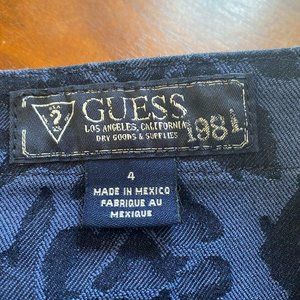 ? GUESS 1981
LOS ANGELES, CALIFORNIA
DRY GOODS & SUPPLIES
4
MADE IN MEXICO
FABRIQUE AU
MEXIQUE